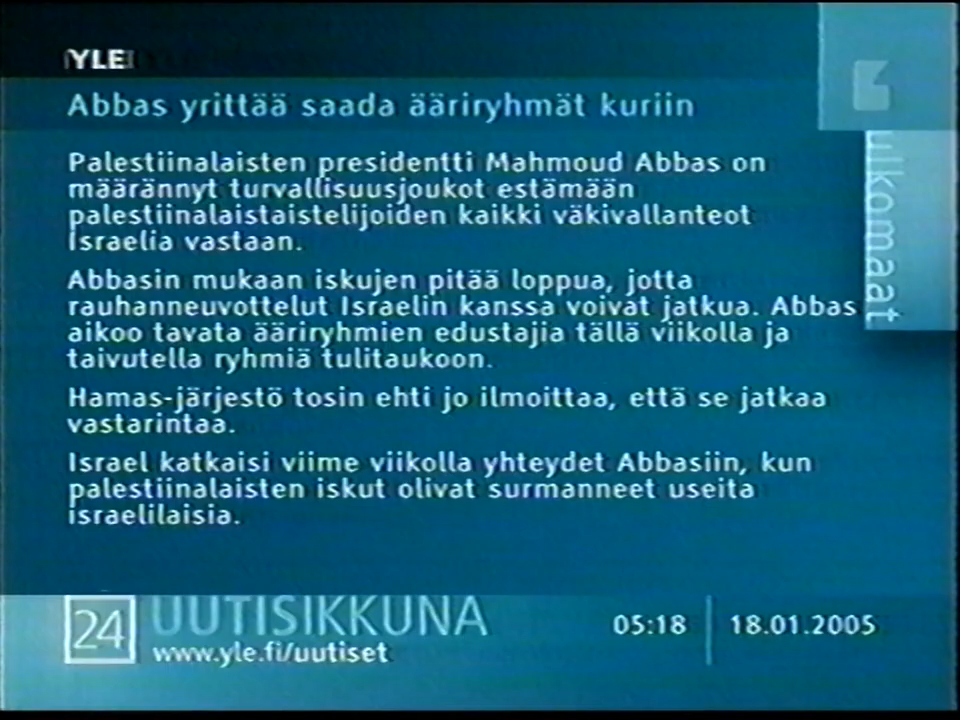 YLE
Abbas yrittää saada ääriryhmät kuriin
ulkomaat
Palestiinalaisten presidentti Mahmoud Abbas on
määrännyt turvallisuusjoukot estämään
palestiinalaistaistelijoiden kaikki väkivallanteot
Israelia vastaan.
Abbasin mukaan iskujen pitää loppua, jotta
rauhanneuvottelut Israelin kanssa voivat jatkua. Abbas
aikoo tavata ääriryhmien edustajia tällä viikolla ja
taivutella ryhmiä tulitaukoon.
Hamas-järjestö tosin ehti jo ilmoittaa, että se jatkaa
vastarintaa.
Israel katkaisi viime viikolla yhteydet Abbasiin, kun
palestiinalaisten iskut olivat surmanneet useita
israelilaisia.
24 UUTISIKKUNA
www.yle.fi/uutiset
05:18 18.01.2005